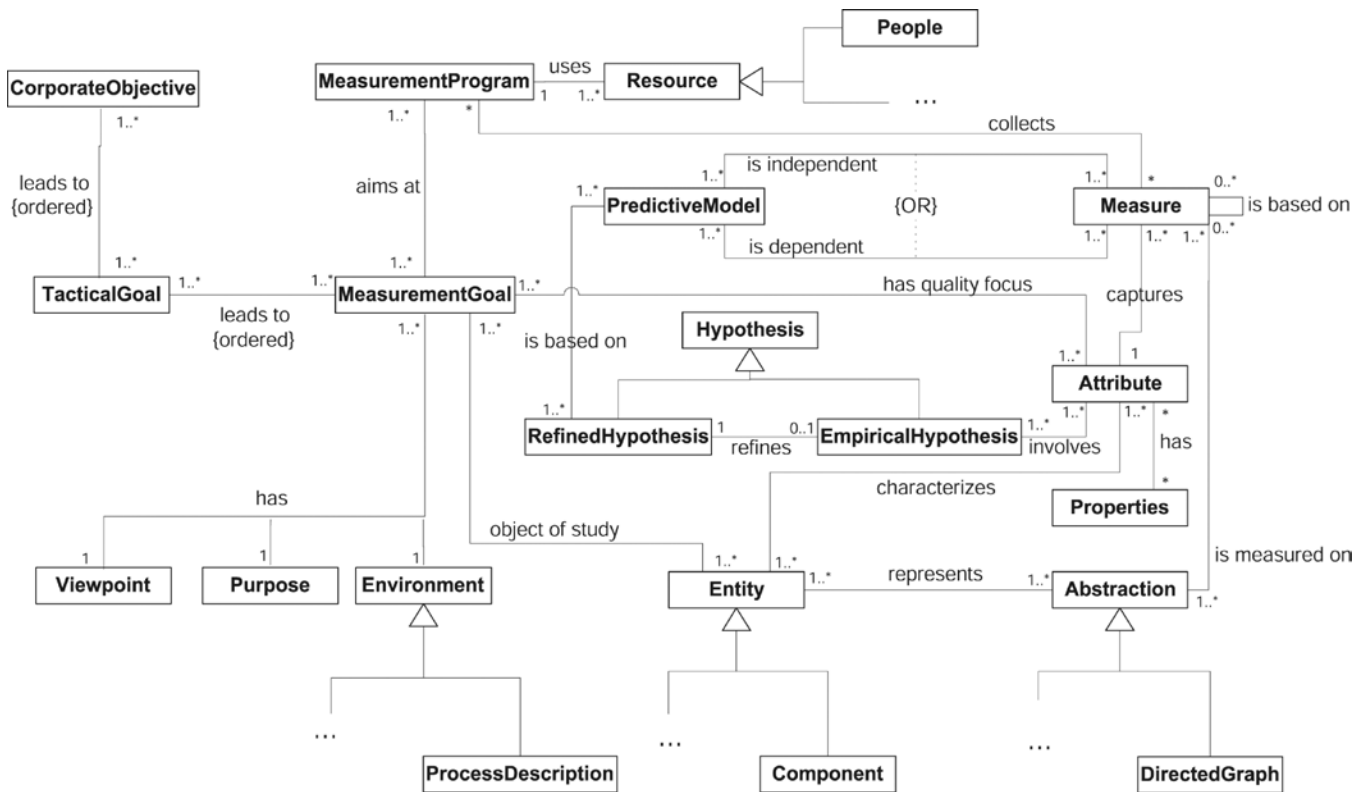 People
CorporateObjective
MeasurementProgram
uses
1
1..*
Resource
...
1..*
1..*
*
collects
leads to
{ordered}
aims at
is independent
1..*
1..*
*
0..*
1..*
PredictiveModel
{OR}
Measure
is based on
0..*
1..*
is dependent
1..*
1..*
1..*
1..*
1..*
TacticalGoal
1..*
1..*
MeasurementGoal
1..*
has quality focus
captures
leads to
{ordered}
1..*
1..*
is based on
Hypothesis
1..*
1
Attribute
1..*
RefinedHypothesis
1
refines
0..1
EmpiricalHypothesis
1..*
involves
1..*
1..*
*
has
characterizes
*
Properties
has
object of study
1
1
1
1..*
1..*
is measured on
Viewpoint
Purpose
Environment
Entity
1..*
represents
1..*
Abstraction
1..*
...
...
...
ProcessDescription
Component
DirectedGraph